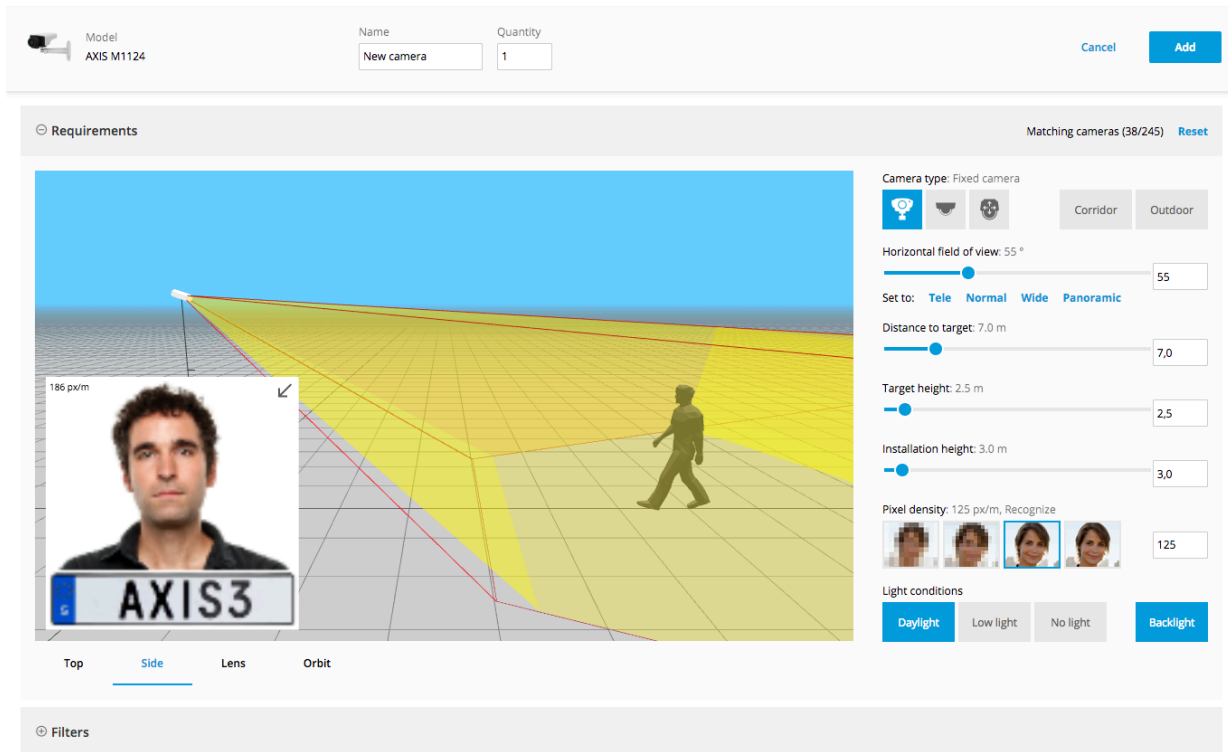 Model
AXIS M1124
Name
New camera
Quantity
1
Cancel
Add
Requirements
Matching cameras (38/245) Reset
186 px/m
AXIS3
S
Top Side Lens Orbit
Camera type: Fixed camera
Corridor Outdoor
Horizontal field of view: 55 °
55
Set to: Tele Normal Wide Panoramic
Distance to target: 7.0 m
7,0
Target height: 2.5 m
2,5
Installation height: 3.0 m
3,0
Pixel density: 125 px/m, Recognize
125
Light conditions
Daylight Low light No light Backlight
Filters